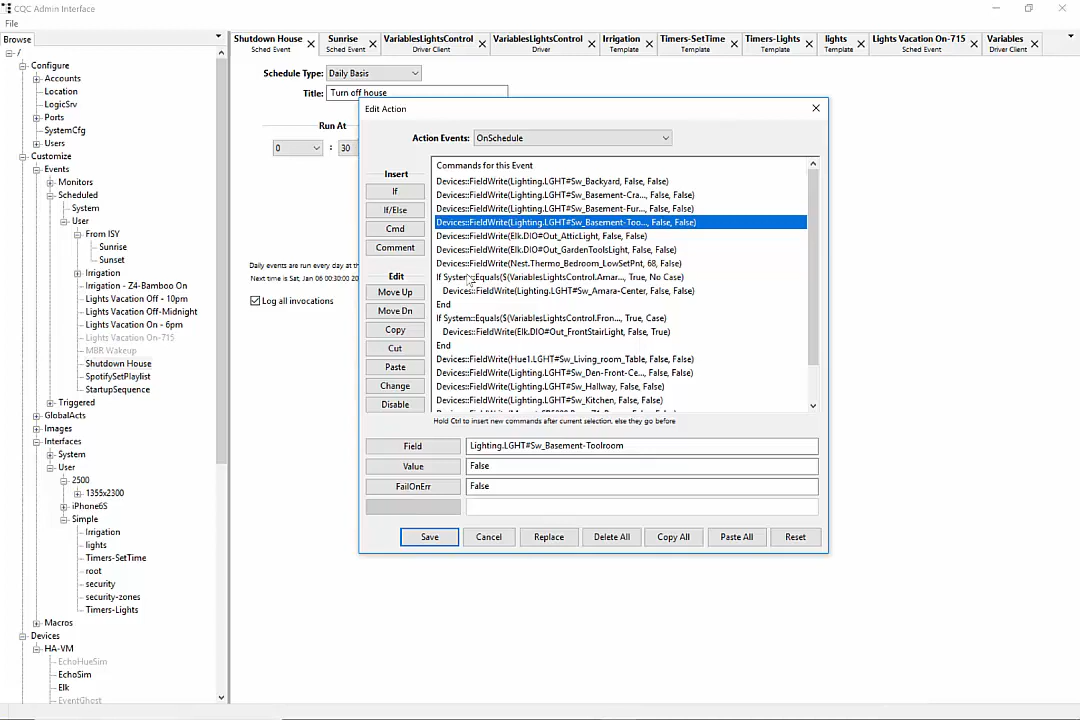 CQC Admin Interface
File
Browse
/
Configure
Accounts
Location
LogicSrv
Ports
SystemCfg
Users
Customize
Events
Monitors
Scheduled
System
User
From ISY
Sunrise
Sunset
Irrigation
Irrigation - Z4-Bamboo On
Lights Vacation Off - 10pm
Lights Vacation Off-Midnight
Lights Vacation On - 6pm
Lights Vacation On-715
MBR Wakeup
Shutdown House
SpotifySetPlaylist
StartupSequence
Triggered
GlobalActs
Images
Interfaces
System
User
2500
1355x2300
iPhone6S
Simple
Irrigation
lights
Timers-SetTime
root
security
security-zones
Timers-Lights
Macros
Devices
HA-VM
EchoHueSim
EchoSim
Elk
EventGhost
Shutdown House
Sched Event
Sunrise
Sched Event
VariablesLightsControl
Driver Client
VariablesLightsControl
Driver
Irrigation
Template
Timers-SetTime
Template
Timers-Lights
Template
lights
Template
Lights Vacation On-715
Sched Event
Variables
Driver Client
Schedule Type: Daily Basis
Title: Turn off house
Run At
0 : 30
Daily events are run every day at th
Next time is Sat, Jan 06 00:30:00 20
Log all invocations
Edit Action
Action Events: OnSchedule
Insert
If
If/Else
Cmd
Comment
Edit
Move Up
Move Dn
Copy
Cut
Paste
Change
Disable
Commands for this Event
Devices::FieldWrite(Lighting.LGHT#Sw_Backyard, False, False)
Devices::FieldWrite(Lighting.LGHT#Sw_Basement-Cra..., False, False)
Devices::FieldWrite(Lighting.LGHT#Sw_Basement-Fur..., False, False)
Devices::FieldWrite(Lighting.LGHT#Sw_Basement-Too..., False, False)
Devices::FieldWrite(Elk.DIO#Out_AtticLight, False, False)
Devices::FieldWrite(Elk.DIO#Out_GardenToolsLight, False, False)
Devices::FieldWrite(Nest.Thermo_Bedroom_LowSetPnt, 68, False)
If System::Equals($(VariablesLightsControl.Amar..., True, No Case)
Devices::FieldWrite(Lighting.LGHT#Sw_Amara-Center, False, False)
End
If System::Equals($(VariablesLightsControl.Fron..., True, Case)
Devices::FieldWrite(Elk.DIO#Out_FrontStairLight, False, True)
End
Devices::FieldWrite(Hue1.LGHT#Sw_Living_room_Table, False, False)
Devices::FieldWrite(Lighting.LGHT#Sw_Den-Front-Ce..., False, False)
Devices::FieldWrite(Lighting.LGHT#Sw_Hallway, False, False)
Devices::FieldWrite(Lighting.LGHT#Sw_Kitchen, False, False)
Hold Ctrl to insert new commands after current selection, else they go before
Field Lighting.LGHT#Sw_Basement-Toolroom
Value False
FailOnErr False
Save Cancel Replace Delete All Copy All Paste All Reset